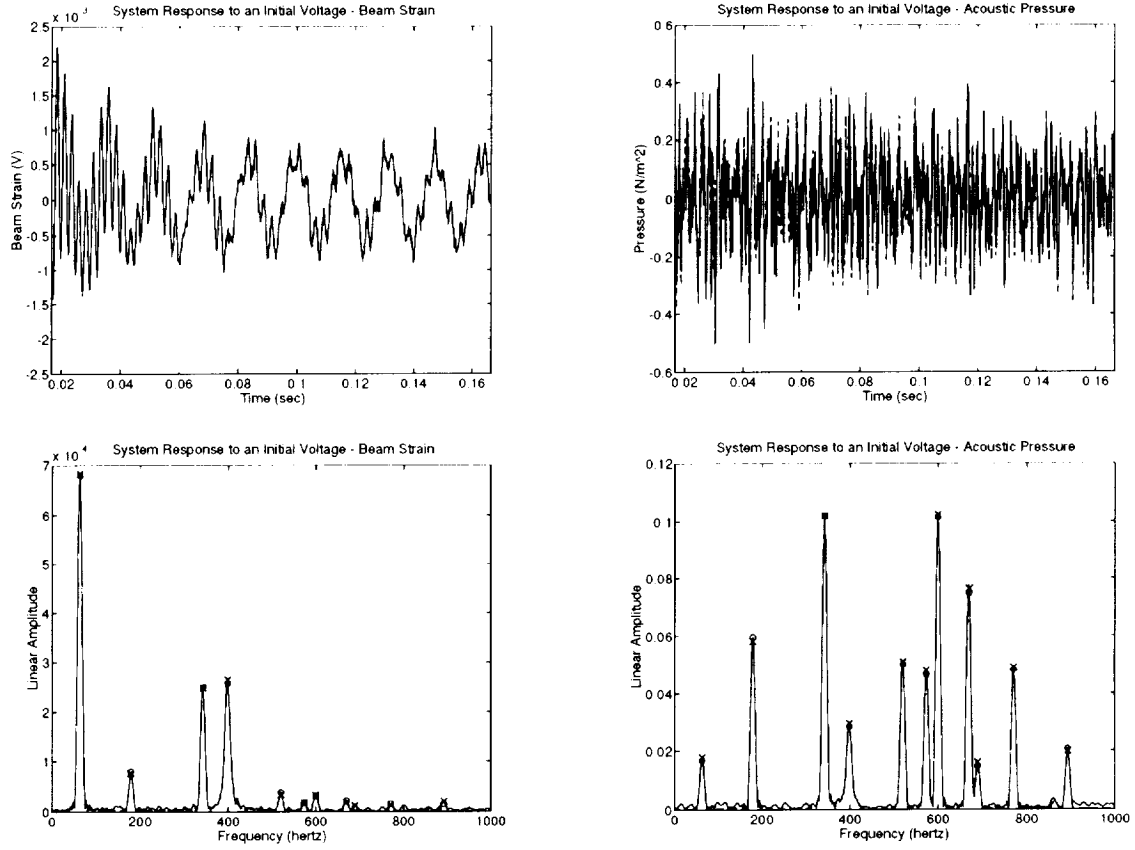 System Response to an Initial Voltage - Beam Strain
x 10⁻³
2.5
2
1.5
1
0.5
0
-0.5
-1
-1.5
-2
-2.5
Beam Strain (V)
0.02 0.04 0.06 0.08 0.1 0.12 0.14 0.16
Time (sec)
System Response to an Initial Voltage - Acoustic Pressure
0.6
0.4
0.2
0
-0.2
-0.4
-0.6
Pressure (N/m^2)
0.02 0.04 0.06 0.08 0.1 0.12 0.14 0.16
Time (sec)
System Response to an Initial Voltage - Beam Strain
x 10⁻⁴
7
6
5
4
3
2
1
0
Linear Amplitude
0 200 400 600 800 1000
Frequency (hertz)
System Response to an Initial Voltage - Acoustic Pressure
0.12
0.1
0.08
0.06
0.04
0.02
0
Linear Amplitude
0 200 400 600 800 1000
Frequency (hertz)